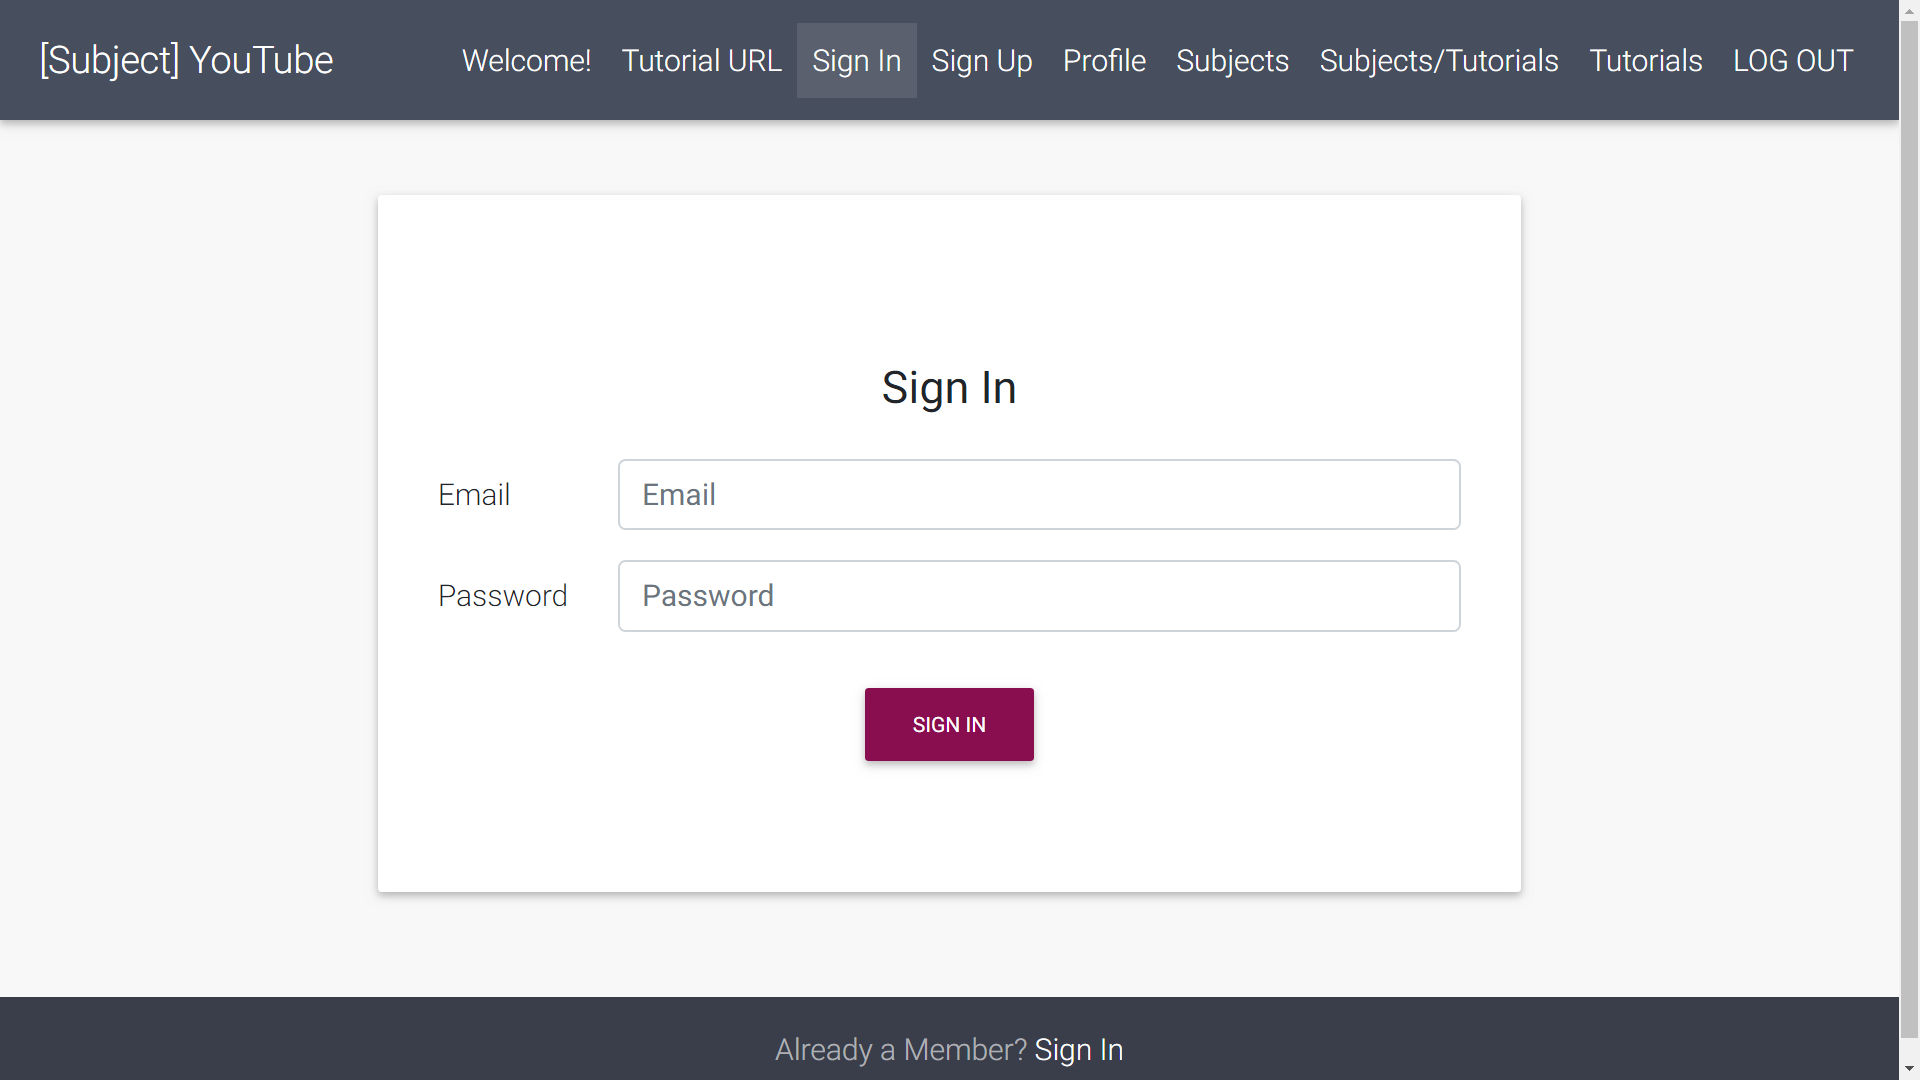 [Subject] YouTube Welcome! Tutorial URL Sign In Sign Up Profile Subjects Subjects/Tutorials Tutorials LOG OUT
Sign In
Email Email
Password Password
SIGN IN
Already a Member? Sign In